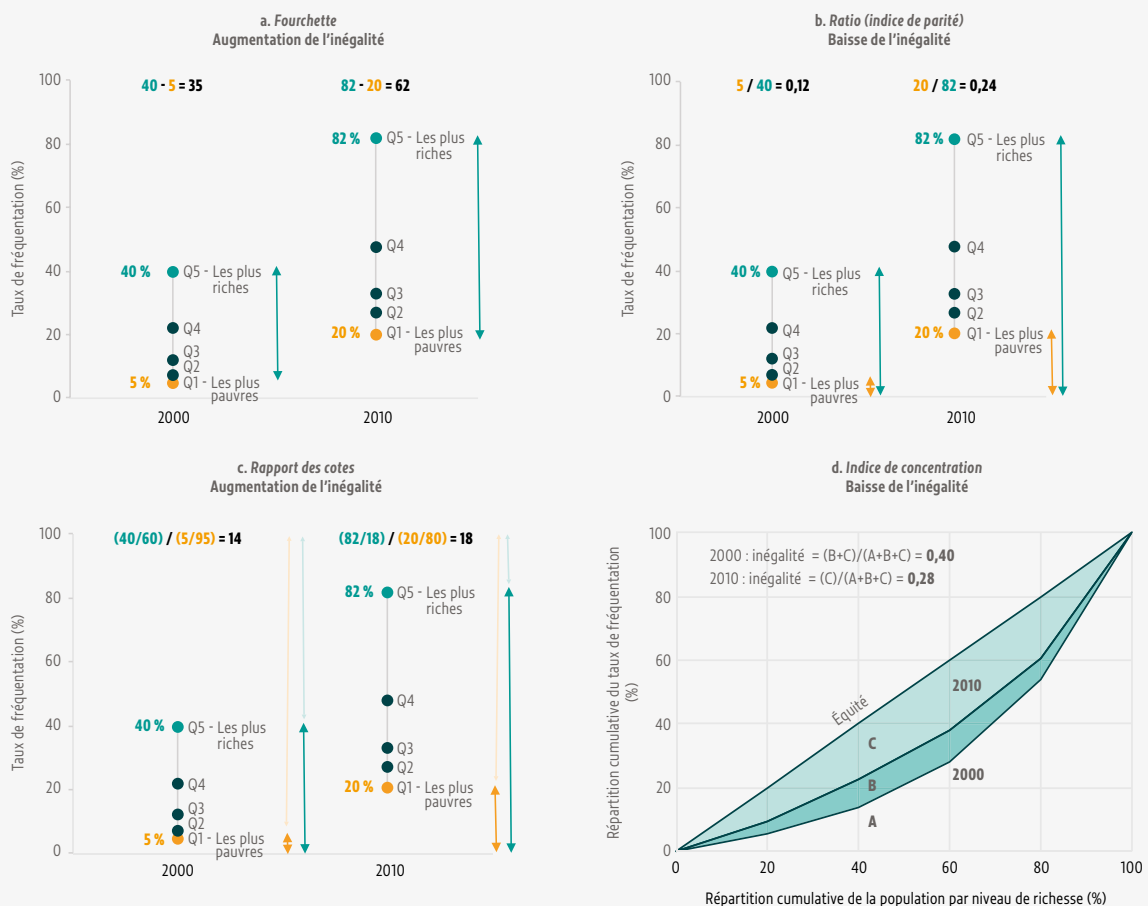 a. Fourchette
Augmentation de l'inégalité
Taux de fréquentation (%)
100
80
60
40
20
0
40 - 5 = 35
82 - 20 = 62
40 %
Q5 - Les plus
riches
Q4
Q3
Q2
5 %
Q1 - Les plus
pauvres
82 %
Q5 - Les plus
riches
Q4
Q3
Q2
20 %
Q1 - Les plus
pauvres
2000
2010
b. Ratio (indice de parité)
Baisse de l'inégalité
Taux de fréquentation (%)
100
80
60
40
20
0
5 / 40 = 0,12
20 / 82 = 0,24
40 %
Q5 - Les plus
riches
Q4
Q3
Q2
5 %
Q1 - Les plus
pauvres
82 %
Q5 - Les plus
riches
Q4
Q3
Q2
20 %
Q1 - Les plus
pauvres
2000
2010
c. Rapport des cotes
Augmentation de l'inégalité
Taux de fréquentation (%)
100
80
60
40
20
0
(40/60) / (5/95) = 14
(82/18) / (20/80) = 18
40 %
Q5 - Les plus
riches
Q4
Q3
Q2
5 %
Q1 - Les plus
pauvres
82 %
Q5 - Les plus
riches
Q4
Q3
Q2
20 %
Q1 - Les plus
pauvres
2000
2010
d. Indice de concentration
Baisse de l'inégalité
Répartition cumulative du taux de fréquentation
(%)
100
80
60
40
20
0
2000 : inégalité = (B+C)/(A+B+C) = 0,40
2010 : inégalité = (C)/(A+B+C) = 0,28
Équité
2010
C
B
2000
A
0
20
40
60
80
100
Répartition cumulative de la population par niveau de richesse (%)